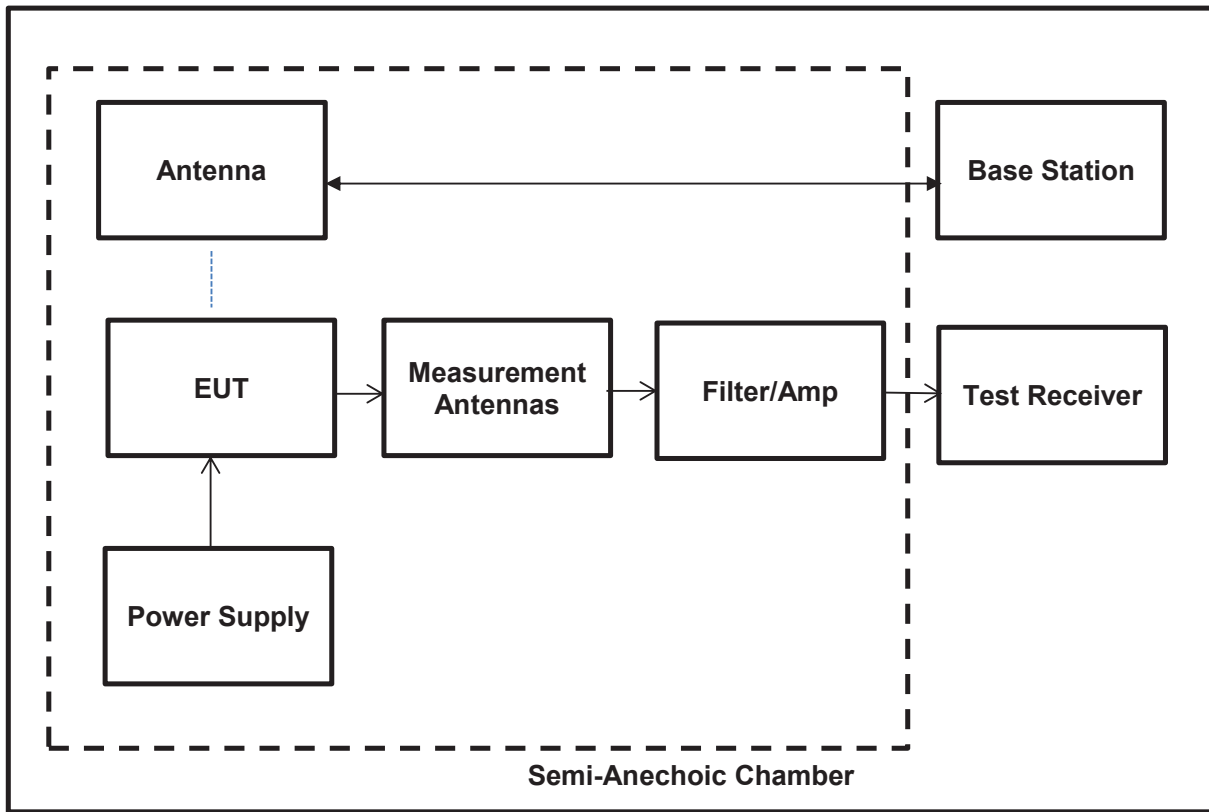 Antenna
Base Station
EUT
Measurement
Antennas
Filter/Amp
Test Receiver
Power Supply
Semi-Anechoic Chamber